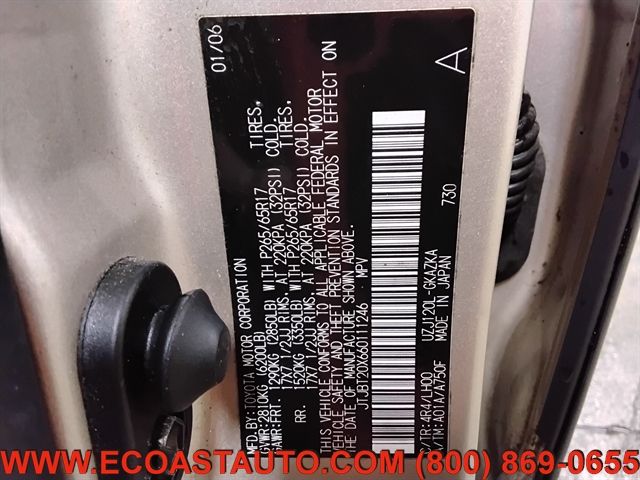 01/06
A
MFD.BY:TOYOTA MOTOR CORPORATION
GVWR:2810KG (6200LB)
GAWR:FRT. 1290KG (2850LB) WITH P265/65R17 TIRES,
17X7 1/2JJ RIMS, AT 220KPA (32PSI) COLD.
RR. 1520KG (3350LB) WITH P265/65R17 TIRES,
17X7 1/2JJ RIMS, AT 220KPA (32PSI) COLD.
THIS VEHICLE CONFORMS TO ALL APPLICABLE FEDERAL MOTOR
VEHICLE SAFETY AND THEFT PREVENTION STANDARDS IN EFFECT ON
THE DATE OF MANUFACTURE SHOWN ABOVE.
JTJBT20X660111246 MPV
730
C/TR:4R4/LH00 UZJ120L-GKAZKA
/TM:A01A/A750F MADE IN JAPAN
WWW.ECOASTAUTO.COM (800) 869-0655